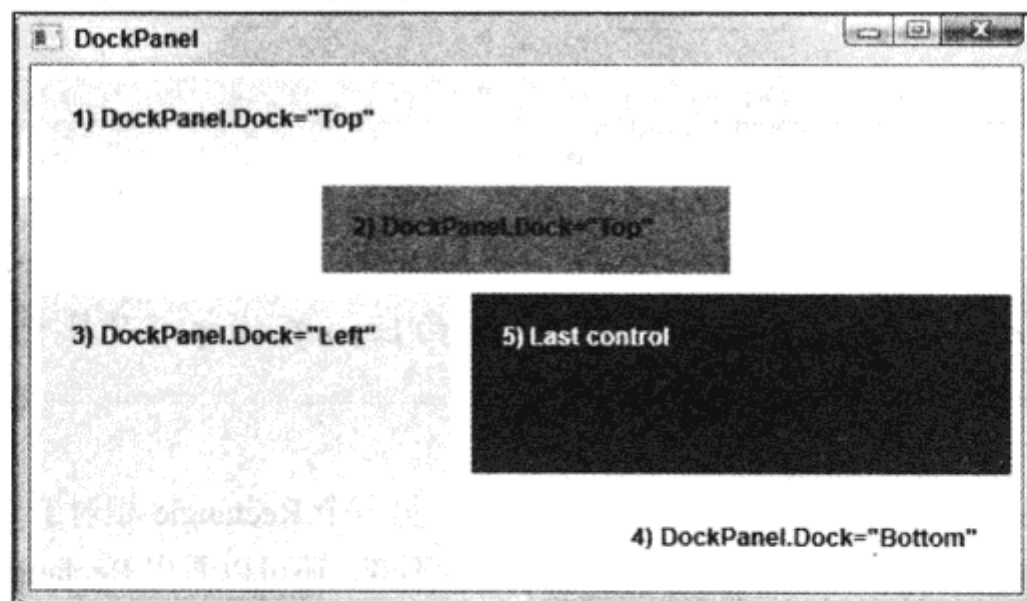 DockPanel
1) DockPanel.Dock="Top"
2) DockPanel.Dock="Top"
3) DockPanel.Dock="Left"
5) Last control
4) DockPanel.Dock="Bottom"